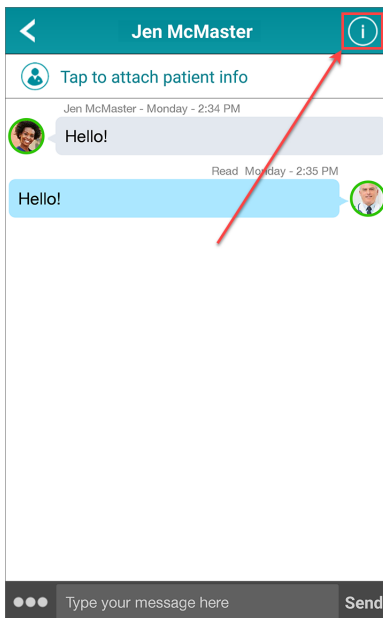 Jen McMaster
Tap to attach patient info
Jen McMaster - Monday - 2:34 PM
Hello!
Read Monday - 2:35 PM
Hello!
Type your message here
Send